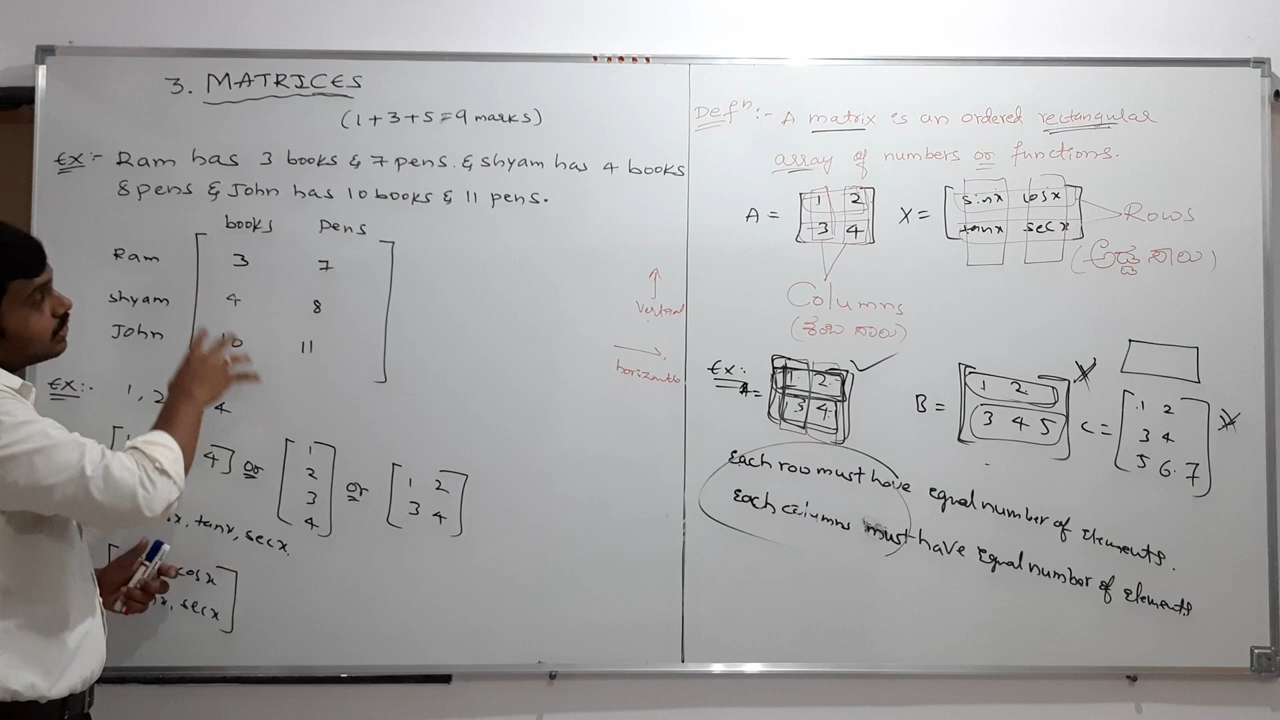 3. MATRICES
(1+3+5=9 marks)
Ex:- Ram has 3 books & 7 pens. & shyam has 4 books
8 pens & John has 10 books & 11 pens.
books pens
Ram 3 7
shyam 4 8
John 10 11
Ex:- 1, 2 4
4] or [1 2 3 4] or [1 2
3 4]
x, tanx, secx.
cosx
x, secx
Defⁿ:- A matrix is an ordered rectangular
array of numbers or functions.
A = [1 2
3 4]
X = [sinx cosx
tanx secx]
Rows
(ಅಡ್ಡ ಸಾಲು)
Columns
(ಕಂಬ ಸಾಲು)
vertical
horizontal
Ex:-
A = [1 2
3 4] ✓
B = [1 2
3 4 5] ×
C = [1 2
3 4
5 6 7] ×
Each row must have equal number of elements.
Each columns must have equal number of elements